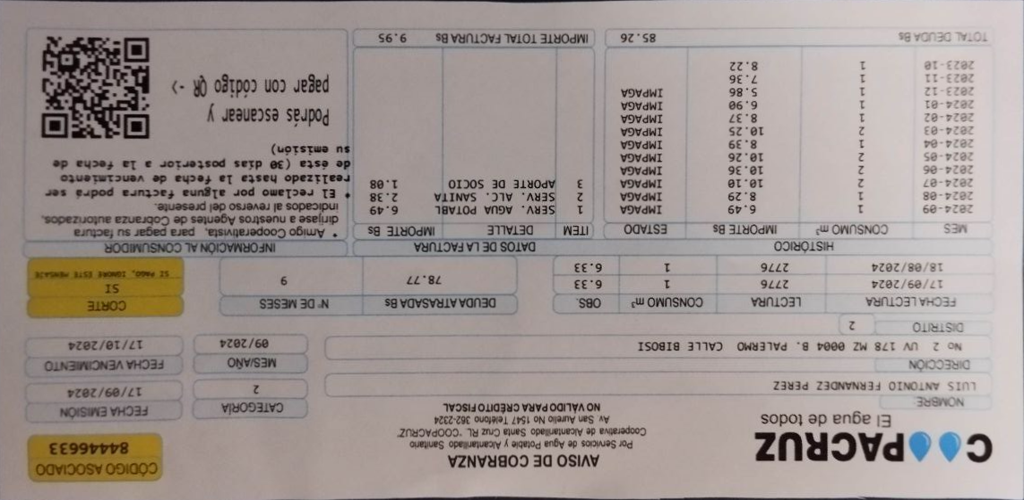 COOPACRUZ
El agua de todos
AVISO DE COBRANZA
Por Servicios de Agua Potable y Alcantarillado Sanitario
Cooperativa de Alcantarillado Santa Cruz RL "COOPACRUZ"
Av San Aurelio No 1547 Teléfono 362-2324
NO VÁLIDO PARA CRÉDITO FISCAL
CÓDIGO ASOCIADO
84446633
NOMBRE:
LUIS ANTONIO FERNANDEZ PEREZ
CATEGORÍA
2
FECHA EMISIÓN
17/09/2024
DIRECCIÓN
No 2 UV 178 MZ 0004 B. PALERMO CALLE BIBOSI
MES/AÑO
09/2024
FECHA VENCIMIENTO
17/10/2024
DISTRITO
2
FECHA LECTURA LECTURA CONSUMO m³ OBS.
17/09/2024 2776 1 6.33
18/08/2024 2776 1 6.33
DEUDA ATRASADA Bs
78.77
N° DE MESES
9
CORTE
SI
SI PAGO, IGNORE ESTE MENSAJE
HISTÓRICO
MES CONSUMO m³ IMPORTE Bs ESTADO
2024-09 1 6.49 IMPAGA
2024-08 1 8.29 IMPAGA
2024-07 2 10.10 IMPAGA
2024-06 2 10.36 IMPAGA
2024-05 2 10.26 IMPAGA
2024-04 1 8.39 IMPAGA
2024-03 2 10.25 IMPAGA
2024-02 1 8.37 IMPAGA
2024-01 1 6.90 IMPAGA
2023-12 1 5.86 IMPAGA
2023-11 1 7.36
2023-10 1 8.22
TOTAL DEUDA Bs 85.26
DATOS DE LA FACTURA
ITEM DETALLE IMPORTE Bs
1 SERV. AGUA POTABL 6.49
2 SERV. ALC. SANITA 2.38
3 APORTE DE SOCIO 1.08
IMPORTE TOTAL FACTURA Bs 9.95
INFORMACIÓN AL CONSUMIDOR
* Amigo Cooperativista, para pagar su factura
dirijase a nuestros Agentes de Cobranza autorizados,
indicados al reverso del presente.
* El reclamo por alguna factura podrá ser
realizado hasta la fecha de vencimiento
de ésta (30 días posterior a la fecha de
su emisión)
Podrás escanear y
pagar con código QR ->